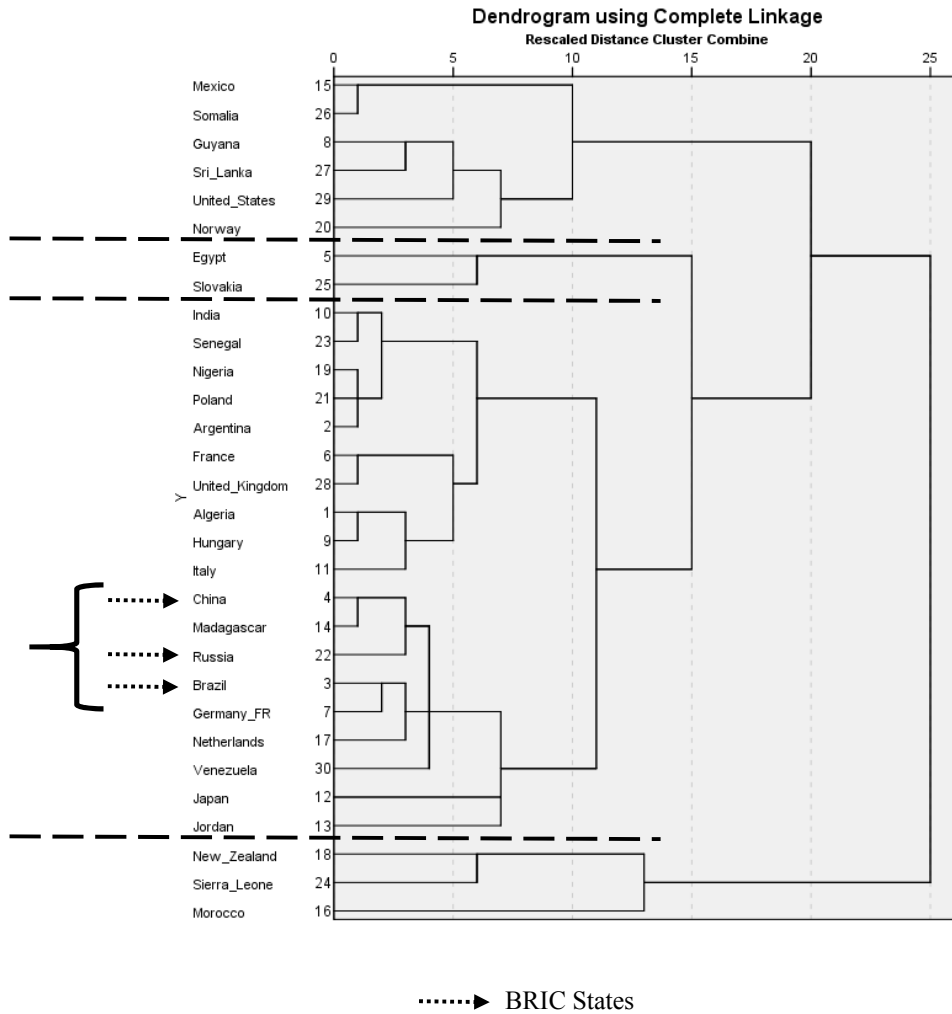 Dendrogram using Complete Linkage
Rescaled Distance Cluster Combine
0 5 10 15 20 25
Mexico 15
Somalia 26
Guyana 8
Sri_Lanka 27
United_States 29
Norway 20
Egypt 5
Slovakia 25
India 10
Senegal 23
Nigeria 19
Poland 21
Argentina 2
France 6
United_Kingdom 28
Y
Algeria 1
Hungary 9
Italy 11
China 4
Madagascar 14
Russia 22
Brazil 3
Germany_FR 7
Netherlands 17
Venezuela 30
Japan 12
Jordan 13
New_Zealand 18
Sierra_Leone 24
Morocco 16
BRIC States